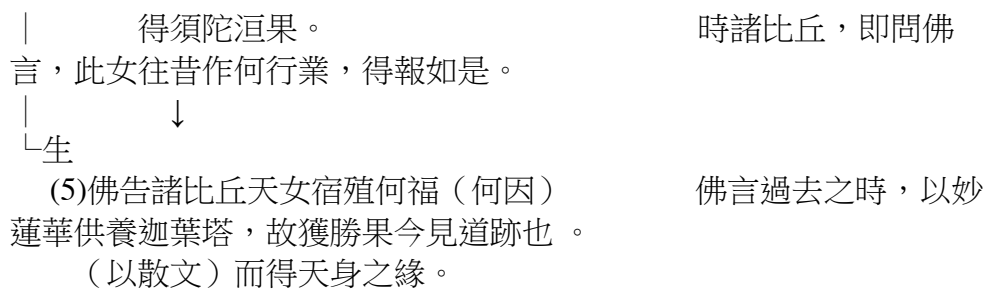 │　　　得須陀洹果。　　　　　　　　　　時諸比丘，即問佛
言，此女往昔作何行業，得報如是。
│　　　　↓
└生
(5)佛告諸比丘天女宿殖何福（何因）　　　佛言過去之時，以妙
蓮華供養迦葉塔，故獲勝果今見道跡也 。
（以散文）而得天身之緣。